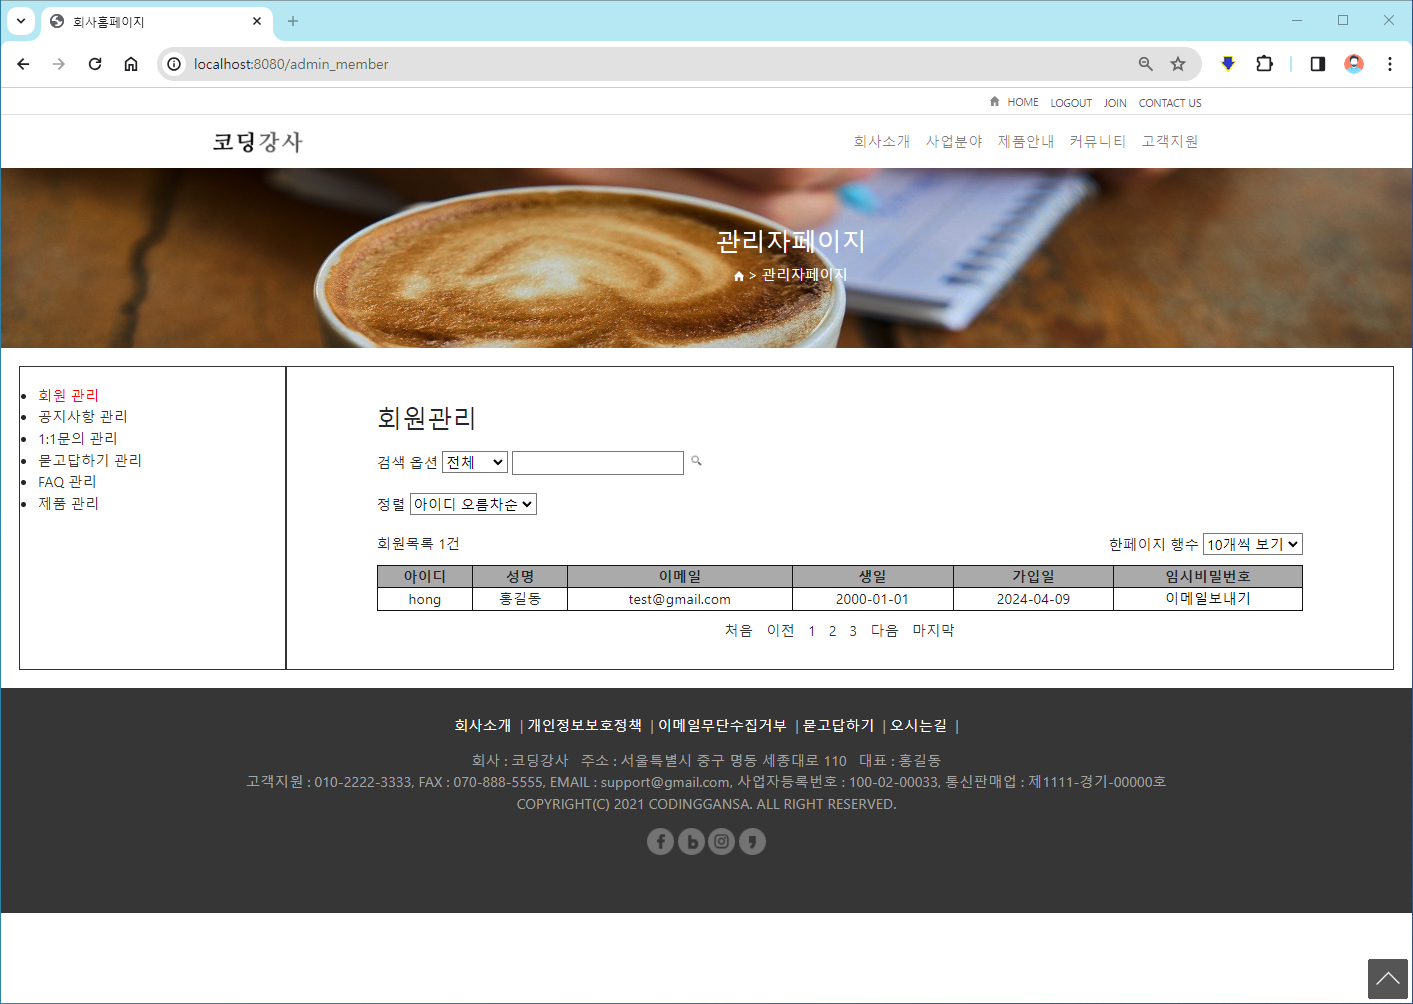 회사홈페이지
localhost:8080/admin_member
HOME LOGOUT JOIN CONTACT US
코딩강사
회사소개 사업분야 제품안내 커뮤니티 고객지원
관리자페이지
> 관리자페이지
회원 관리
공지사항 관리
1:1문의 관리
묻고답하기 관리
FAQ 관리
제품 관리
회원관리
검색 옵션 전체
정렬 아이디 오름차순
회원목록 1건 한페이지 행수 10개씩 보기
아이디 성명 이메일 생일 가입일 임시비밀번호
hong 홍길동 test@gmail.com 2000-01-01 2024-04-09 이메일보내기
처음 이전 1 2 3 다음 마지막
회사소개 | 개인정보보호정책 | 이메일무단수집거부 | 묻고답하기 | 오시는길 |
회사 : 코딩강사 주소 : 서울특별시 중구 명동 세종대로 110 대표 : 홍길동
고객지원 : 010-2222-3333, FAX : 070-888-5555, EMAIL : support@gmail.com, 사업자등록번호 : 100-02-00033, 통신판매업 : 제1111-경기-00000호
COPYRIGHT(C) 2021 CODINGGANSA. ALL RIGHT RESERVED.